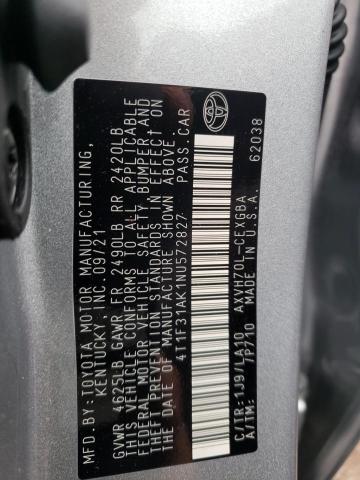 MFD.BY:TOYOTA MOTOR MANUFACTURING,
KENTUCKY, INC. 09/21
GVWR 4625LB GAWR FR 2490LB RR 2420LB
THIS VEHICLE CONFORMS TO ALL APPLICABLE
FEDERAL MOTOR VEHICLE SAFETY, BUMPER, AND
THEFT PREVENTION STANDARDS IN EFFECT ON
THE DATE OF MANUFACTURE SHOWN ABOVE.
4T1F31AK1NU572827 PASS.CAR
C/TR:1J9/LA10 AXVH70L-CEXGBA
A/TM: /P710 MADE IN U.S.A. 62038